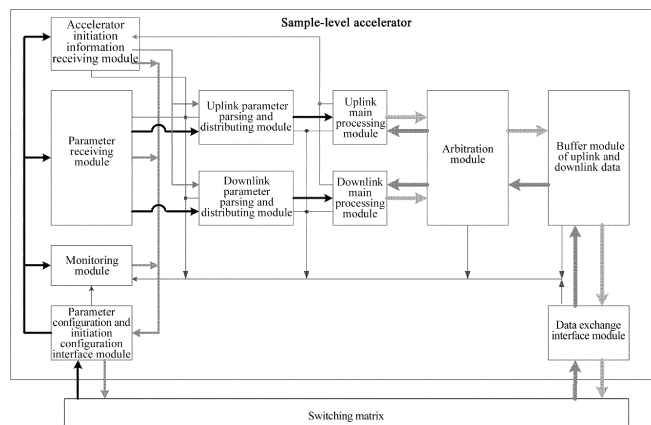 Sample-level accelerator
Accelerator
initiation
information
receiving module
Uplink parameter
parsing and
distributing module
Uplink
main
processing
module
Parameter
receiving
module
Arbitration
module
Buffer module
of uplink and
downlink data
Downlink
parameter
parsing and
distributing module
Downlink
main
processing
module
Monitoring
module
Parameter
configuration and
initiation
configuration
interface module
Data exchange
interface module
Switching matrix